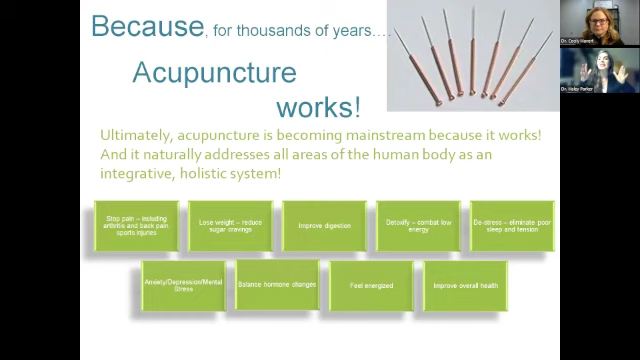 Because, for thousands of years….
Acupuncture
works!
Ultimately, acupuncture is becoming mainstream because it works!
And it naturally addresses all areas of the human body as an
integrative, holistic system!
Stop pain – including
arthritis and back pain,
sports injuries
Lose weight – reduce
sugar cravings
Improve digestion
Detoxify – combat low
energy
De-stress – eliminate poor
sleep and tension
Anxiety/Depression/Mental
Stress
Balance hormone changes
Feel energized
Improve overall health
Dr. Haley Parker